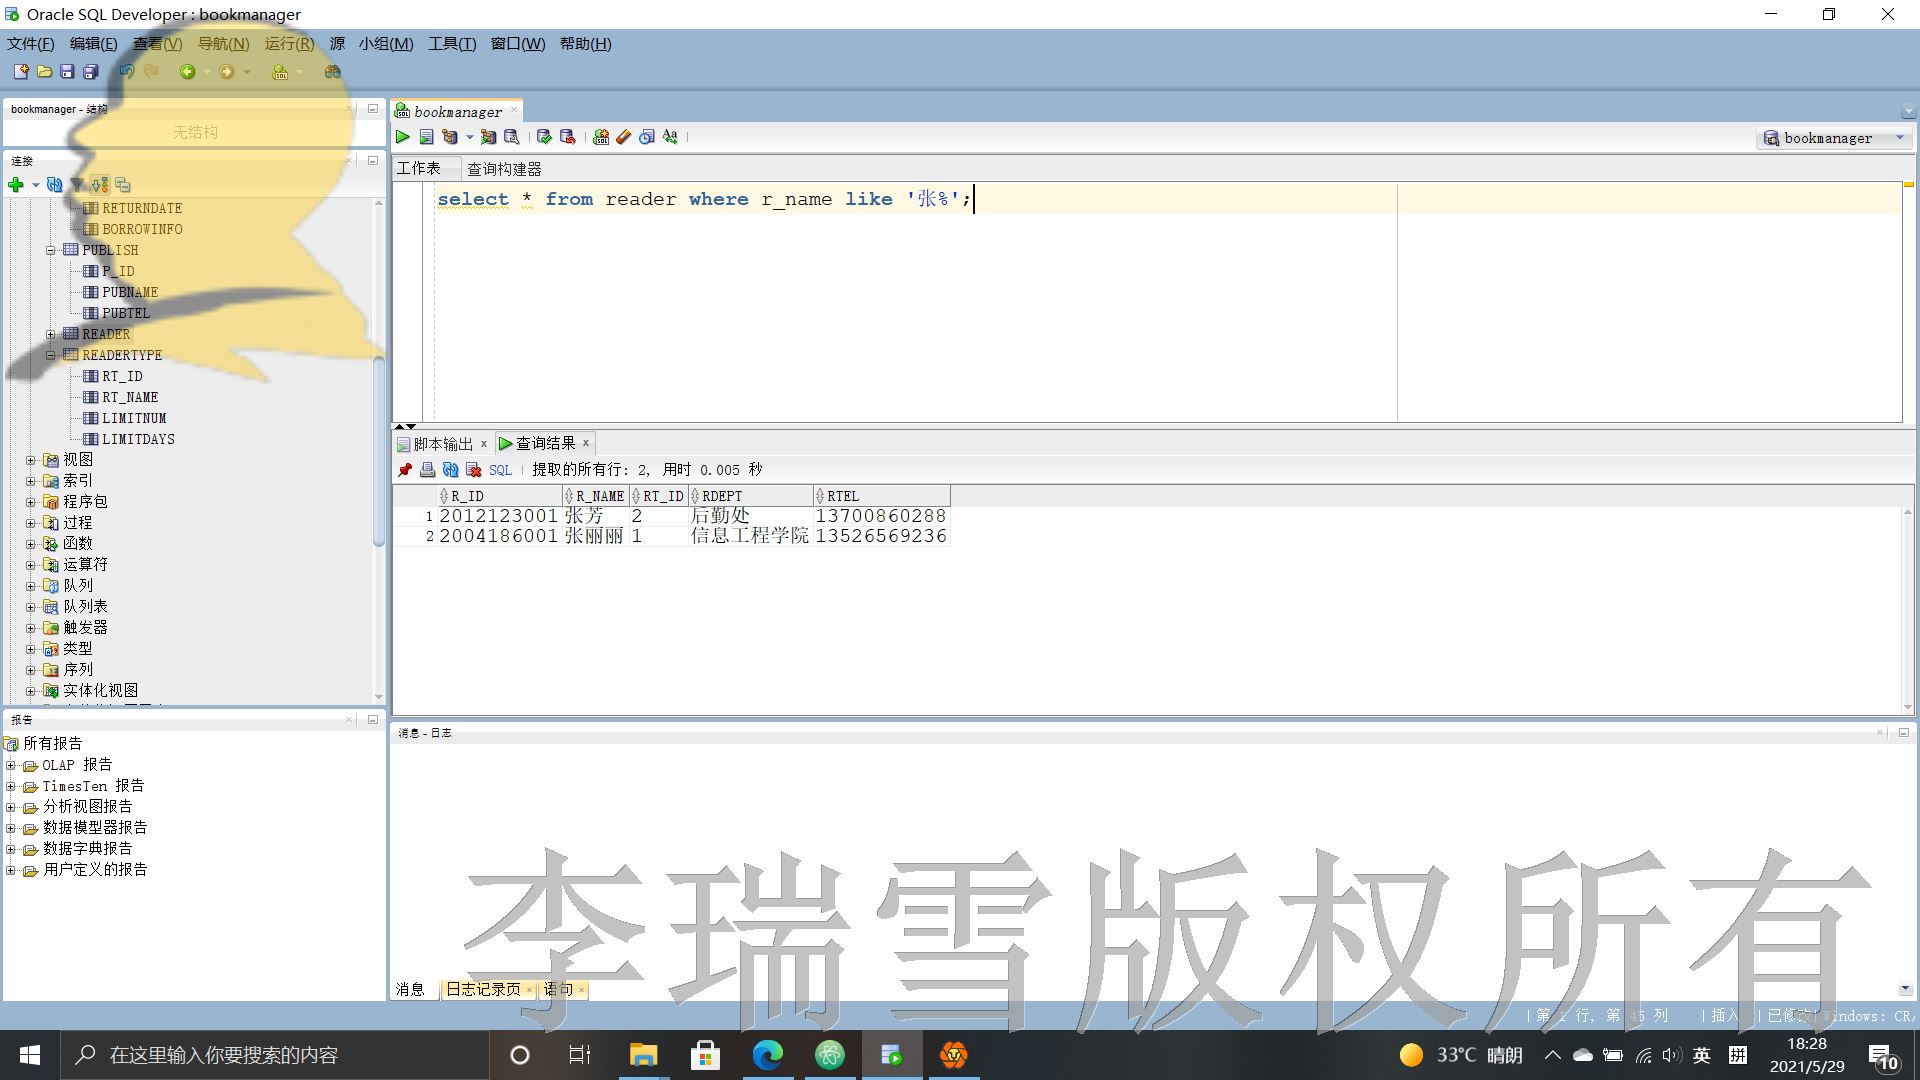 Oracle SQL Developer : bookmanager
文件(F) 编辑(E) 查看(V) 导航(N) 运行(R) 源 小组(M) 工具(T) 窗口(W) 帮助(H)
bookmanager - 结构
无结构
连接
RETURNDATE
BORROWINFO
PUBLISH
P_ID
PUBNAME
PUBTEL
READER
READERTYPE
RT_ID
RT_NAME
LIMITNUM
LIMITDAYS
视图
索引
程序包
过程
函数
运算符
队列
队列表
触发器
类型
序列
实体化视图
报告
所有报告
OLAP 报告
TimesTen 报告
分析视图报告
数据模型器报告
数据字典报告
用户定义的报告
bookmanager
bookmanager
工作表 查询构建器
select * from reader where r_name like '张%';
脚本输出 x 查询结果 x
SQL | 提取的所有行: 2, 用时 0.005 秒
R_ID R_NAME RT_ID RDEPT RTEL
1 2012123001 张芳 2 后勤处 13700860288
2 2004186001 张丽丽 1 信息工程学院 13526569236
消息 - 日志
李瑞雪版权所有
消息 日志记录页 语句
第 1 行, 第 45 列 | 插入 | 已修改 | Windows: CR/
在这里输入你要搜索的内容
33°C 晴朗
英 拼
18:28
2021/5/29
10